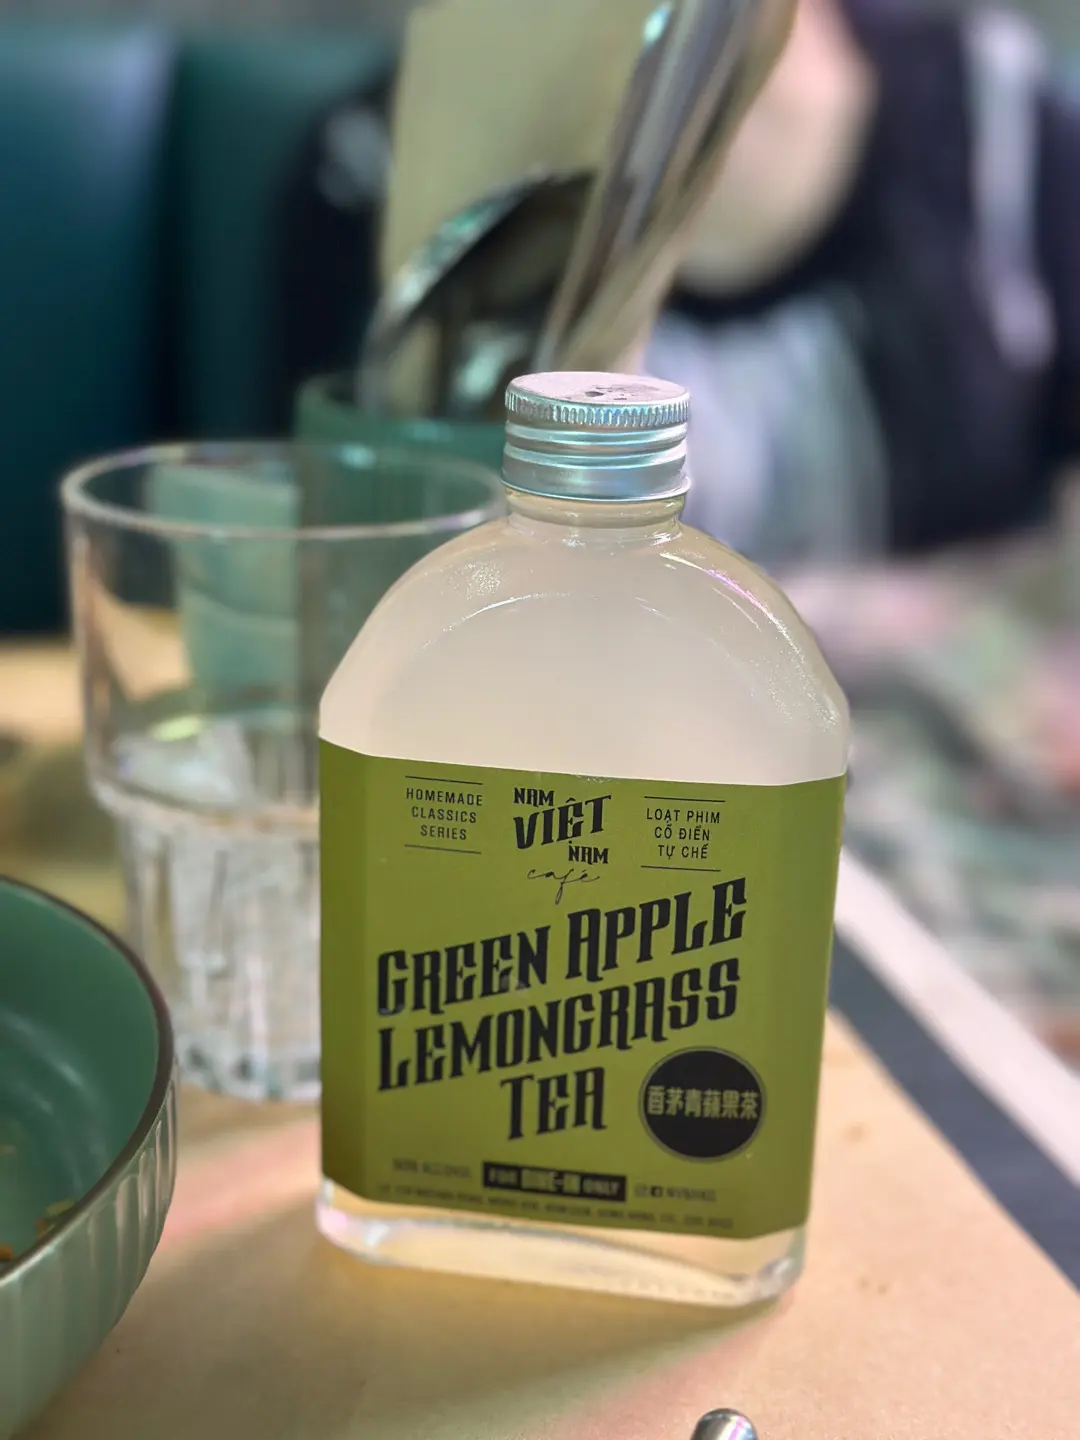 HOMEMADE
CLASSICS
SERIES
NAM
VIỆT
NAM
café
LOẠT PHIM
CỔ ĐIỂN
TỰ CHẾ
GREEN APPLE
LEMONGRASS
TEA
香茅青蘋果茶
FOR DINE-IN ONLY